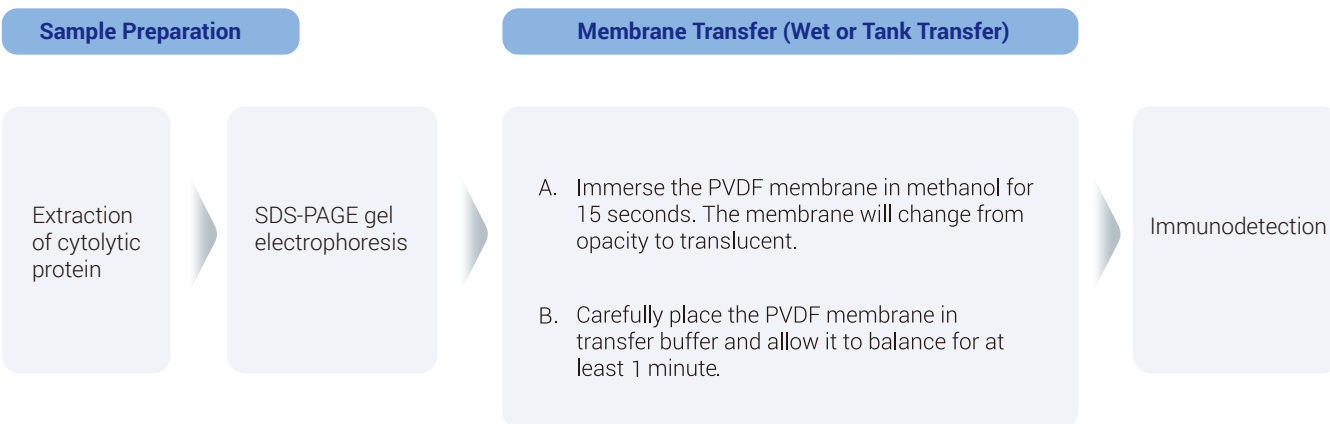 Sample Preparation
Membrane Transfer (Wet or Tank Transfer)
Extraction
of cytolytic
protein
SDS-PAGE gel
electrophoresis
A. Immerse the PVDF membrane in methanol for
15 seconds. The membrane will change from
opacity to translucent.
B. Carefully place the PVDF membrane in
transfer buffer and allow it to balance for at
least 1 minute.
Immunodetection